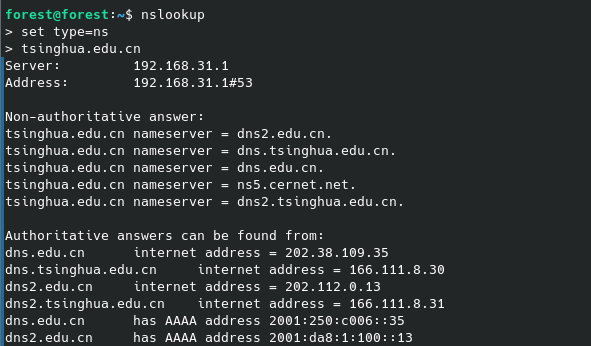 forest@forest:~$ nslookup
> set type=ns
> tsinghua.edu.cn
Server:         192.168.31.1
Address:        192.168.31.1#53

Non-authoritative answer:
tsinghua.edu.cn nameserver = dns2.edu.cn.
tsinghua.edu.cn nameserver = dns.tsinghua.edu.cn.
tsinghua.edu.cn nameserver = dns.edu.cn.
tsinghua.edu.cn nameserver = ns5.cernet.net.
tsinghua.edu.cn nameserver = dns2.tsinghua.edu.cn.

Authoritative answers can be found from:
dns.edu.cn      internet address = 202.38.109.35
dns.tsinghua.edu.cn     internet address = 166.111.8.30
dns2.edu.cn     internet address = 202.112.0.13
dns2.tsinghua.edu.cn    internet address = 166.111.8.31
dns.edu.cn      has AAAA address 2001:250:c006::35
dns2.edu.cn     has AAAA address 2001:da8:1:100::13